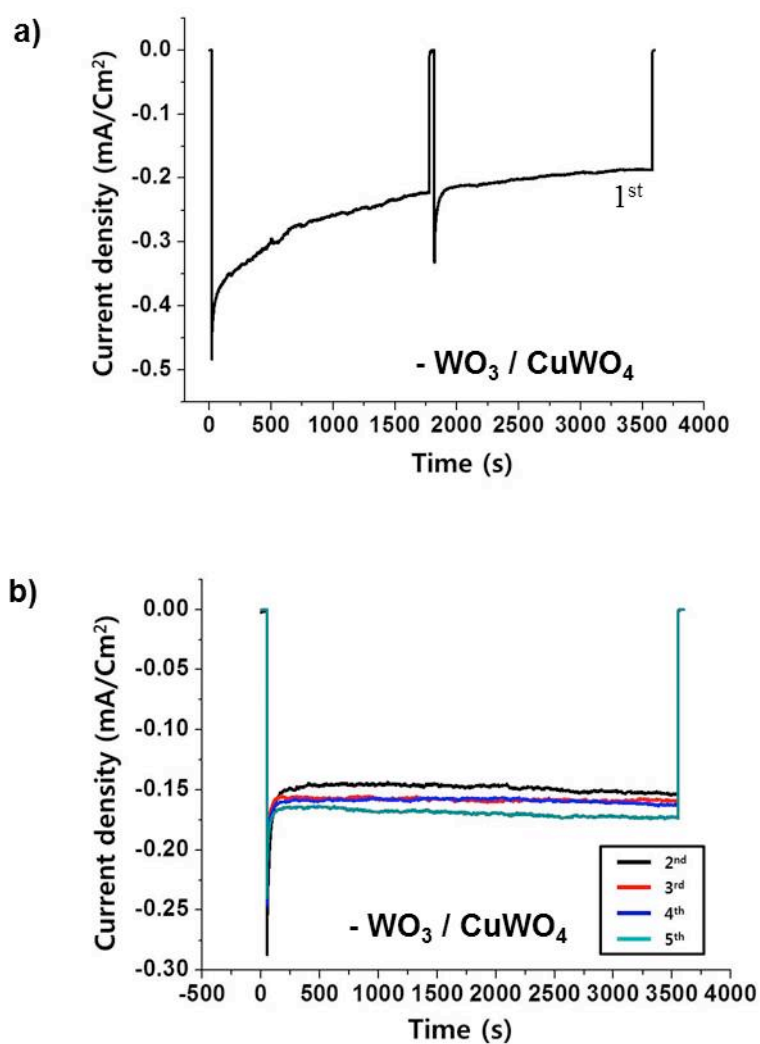 a)
0.0
-0.1
-0.2
-0.3
-0.4
-0.5
Current density (mA/Cm²)
1st
- WO₃ / CuWO₄
0 500 1000 1500 2000 2500 3000 3500 4000
Time (s)
b)
0.00
-0.05
-0.10
-0.15
-0.20
-0.25
-0.30
Current density (mA/Cm²)
2nd
3rd
4th
5th
- WO₃ / CuWO₄
-500 0 500 1000 1500 2000 2500 3000 3500 4000
Time (s)